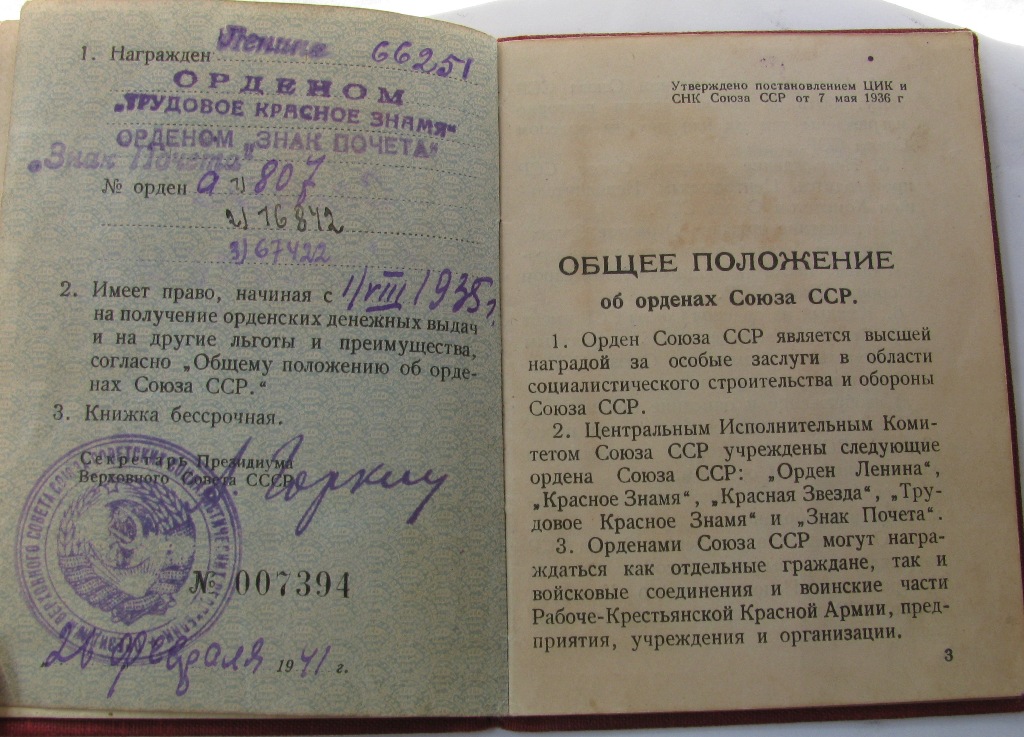 1. Награжден Ленина 66251
ОРДЕНОМ
„ТРУДОВОЕ КРАСНОЕ ЗНАМЯ“
ОРДЕНОМ „ЗНАК ПОЧЕТА“
„Знак Почета“
№ орден а 1) 807
2) 16842
3) 67422
2. Имеет право, начиная с 1/VIII 1935 г.
на получение орденских денежных выдач
и на другие льготы и преимущества,
согласно „Общему положению об орде-
нах Союза ССР.“
3. Книжка бессрочная.
Секретарь Президиума
Верховного Совета СССР
А. Горкин
№ 007394
26 февраля 1941 г.
Утверждено постановлением ЦИК и
СНК Союза ССР от 7 мая 1936 г
ОБЩЕЕ ПОЛОЖЕНИЕ
об орденах Союза ССР.
1. Орден Союза ССР является высшей
наградой за особые заслуги в области
социалистического строительства и обороны
Союза ССР.
2. Центральным Исполнительным Коми-
тетом Союза ССР учреждены следующие
ордена Союза ССР: „Орден Ленина“,
„Красное Знамя“, „Красная Звезда“, „Тру-
довое Красное Знамя“ и „Знак Почета“.
3. Орденами Союза ССР могут награ-
ждаться как отдельные граждане, так и
войсковые соединения и воинские части
Рабоче-Крестьянской Красной Армии, пред-
приятия, учреждения и организации.
3